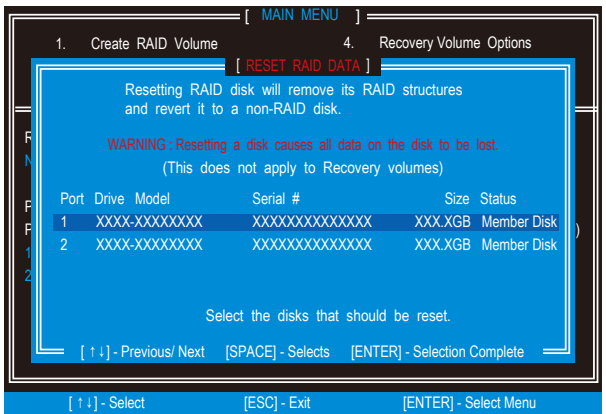 [ MAIN MENU ]
1. Create RAID Volume 4. Recovery Volume Options
[ RESET RAID DATA ]
Resetting RAID disk will remove its RAID structures
and revert it to a non-RAID disk.
WARNING : Resetting a disk causes all data on the disk to be lost.
(This does not apply to Recovery volumes)
Port Drive Model Serial # Size Status
1 XXXX-XXXXXXXX XXXXXXXXXXXXXX XXX.XGB Member Disk
2 XXXX-XXXXXXXX XXXXXXXXXXXXXX XXX.XGB Member Disk
Select the disks that should be reset.
[ ↑↓] - Previous/ Next [SPACE] - Selects [ENTER] - Selection Complete
[ ↑↓] - Select [ESC] - Exit [ENTER] - Select Menu